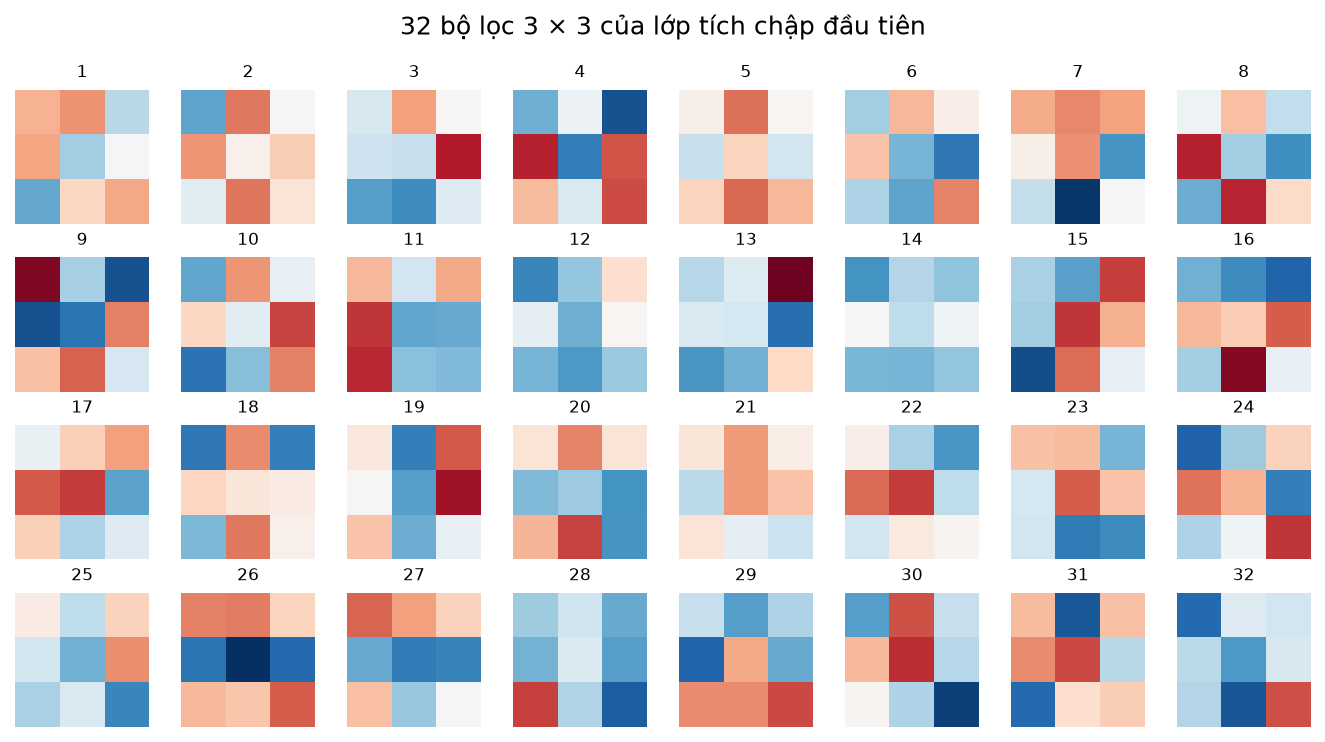 32 bộ lọc 3 × 3 của lớp tích chập đầu tiên
1 2 3 4 5 6 7 8
9 10 11 12 13 14 15 16
17 18 19 20 21 22 23 24
25 26 27 28 29 30 31 32